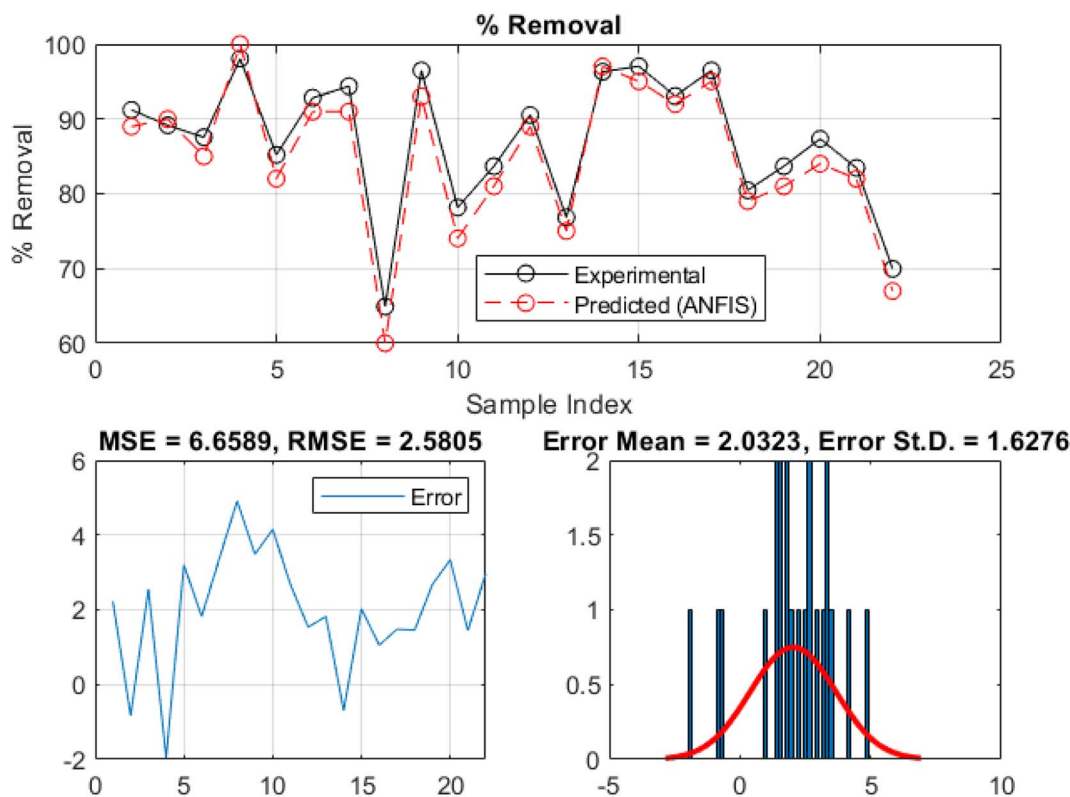 % Removal
100
90
80
70
60
% Removal
Experimental
Predicted (ANFIS)
0 5 10 15 20 25
Sample Index
MSE = 6.6589, RMSE = 2.5805
6
4
2
0
-2
Error
0 5 10 15 20
Error Mean = 2.0323, Error St.D. = 1.6276
2
1.5
1
0.5
0
-5 0 5 10